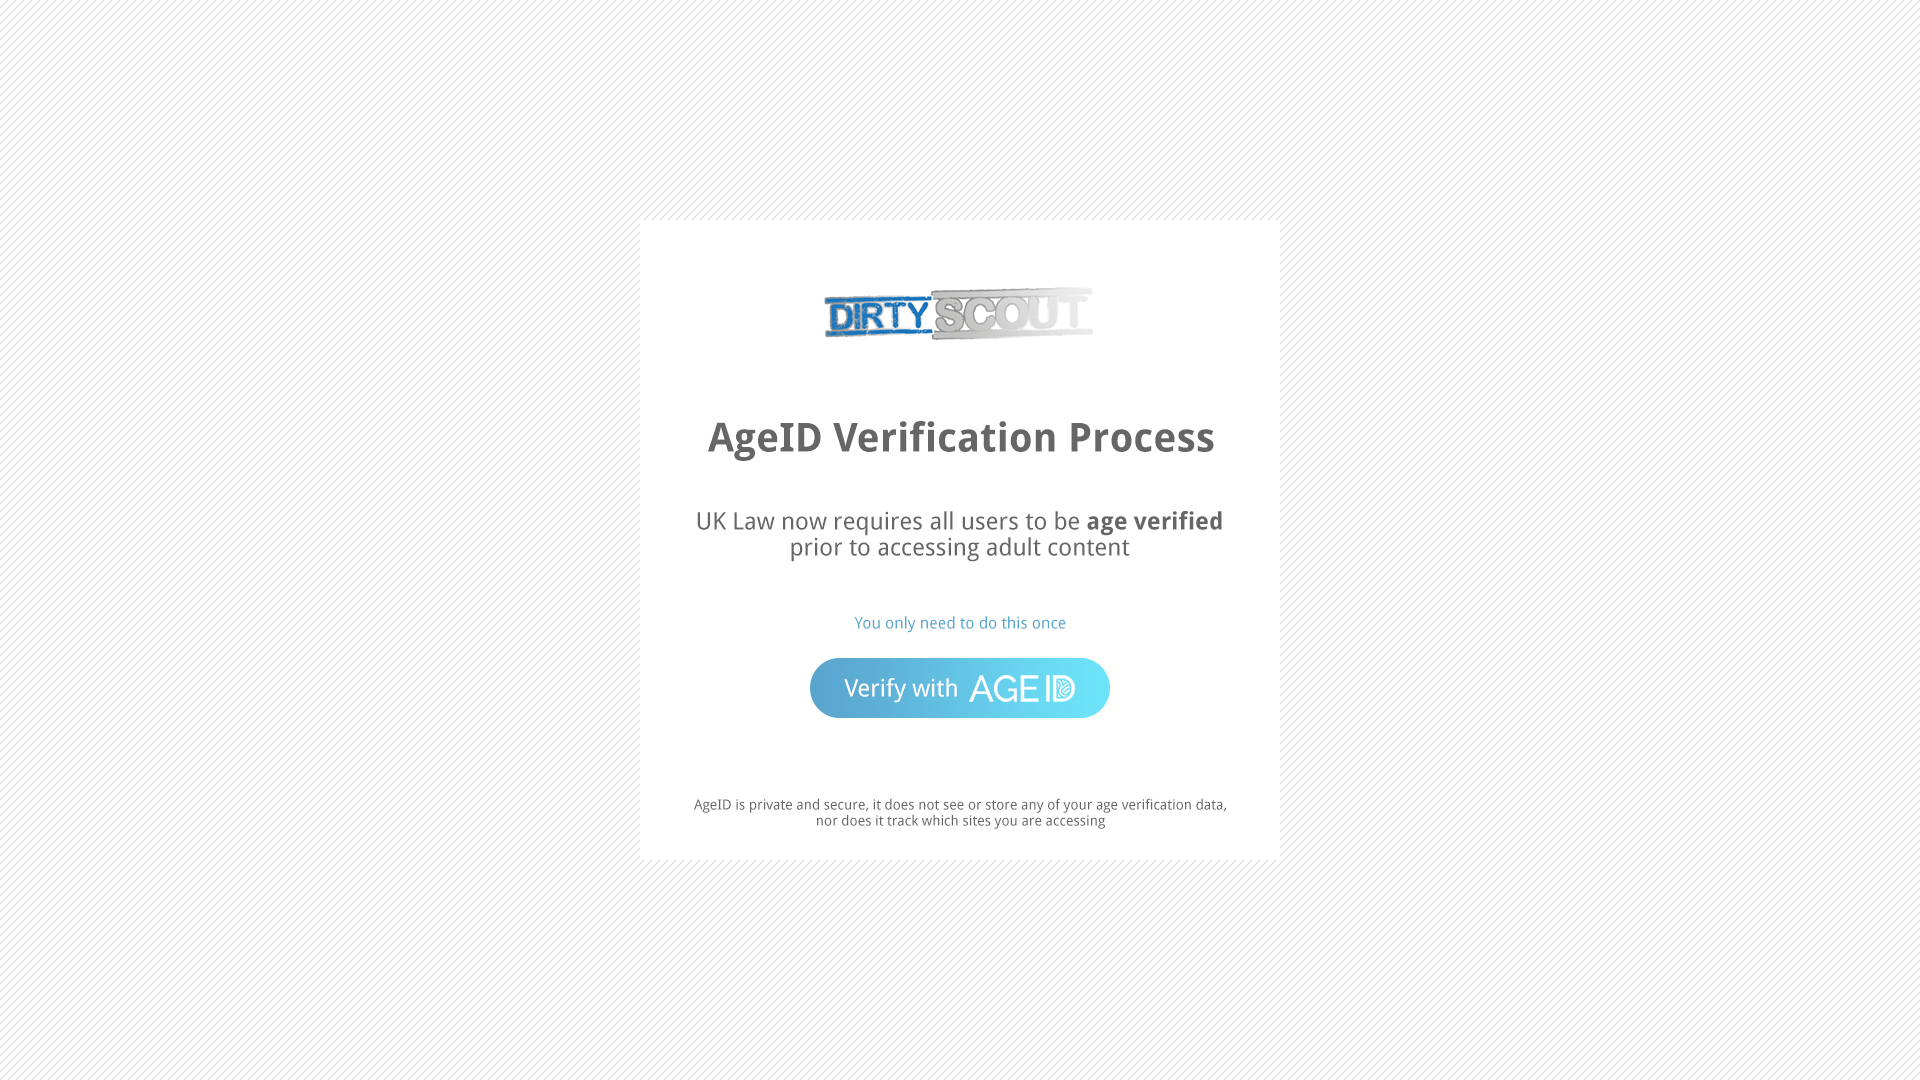 DIRTY SCOUT
AgeID Verification Process
UK Law now requires all users to be age verified
prior to accessing adult content
You only need to do this once
Verify with AGE ID
AgeID is private and secure, it does not see or store any of your age verification data,
nor does it track which sites you are accessing